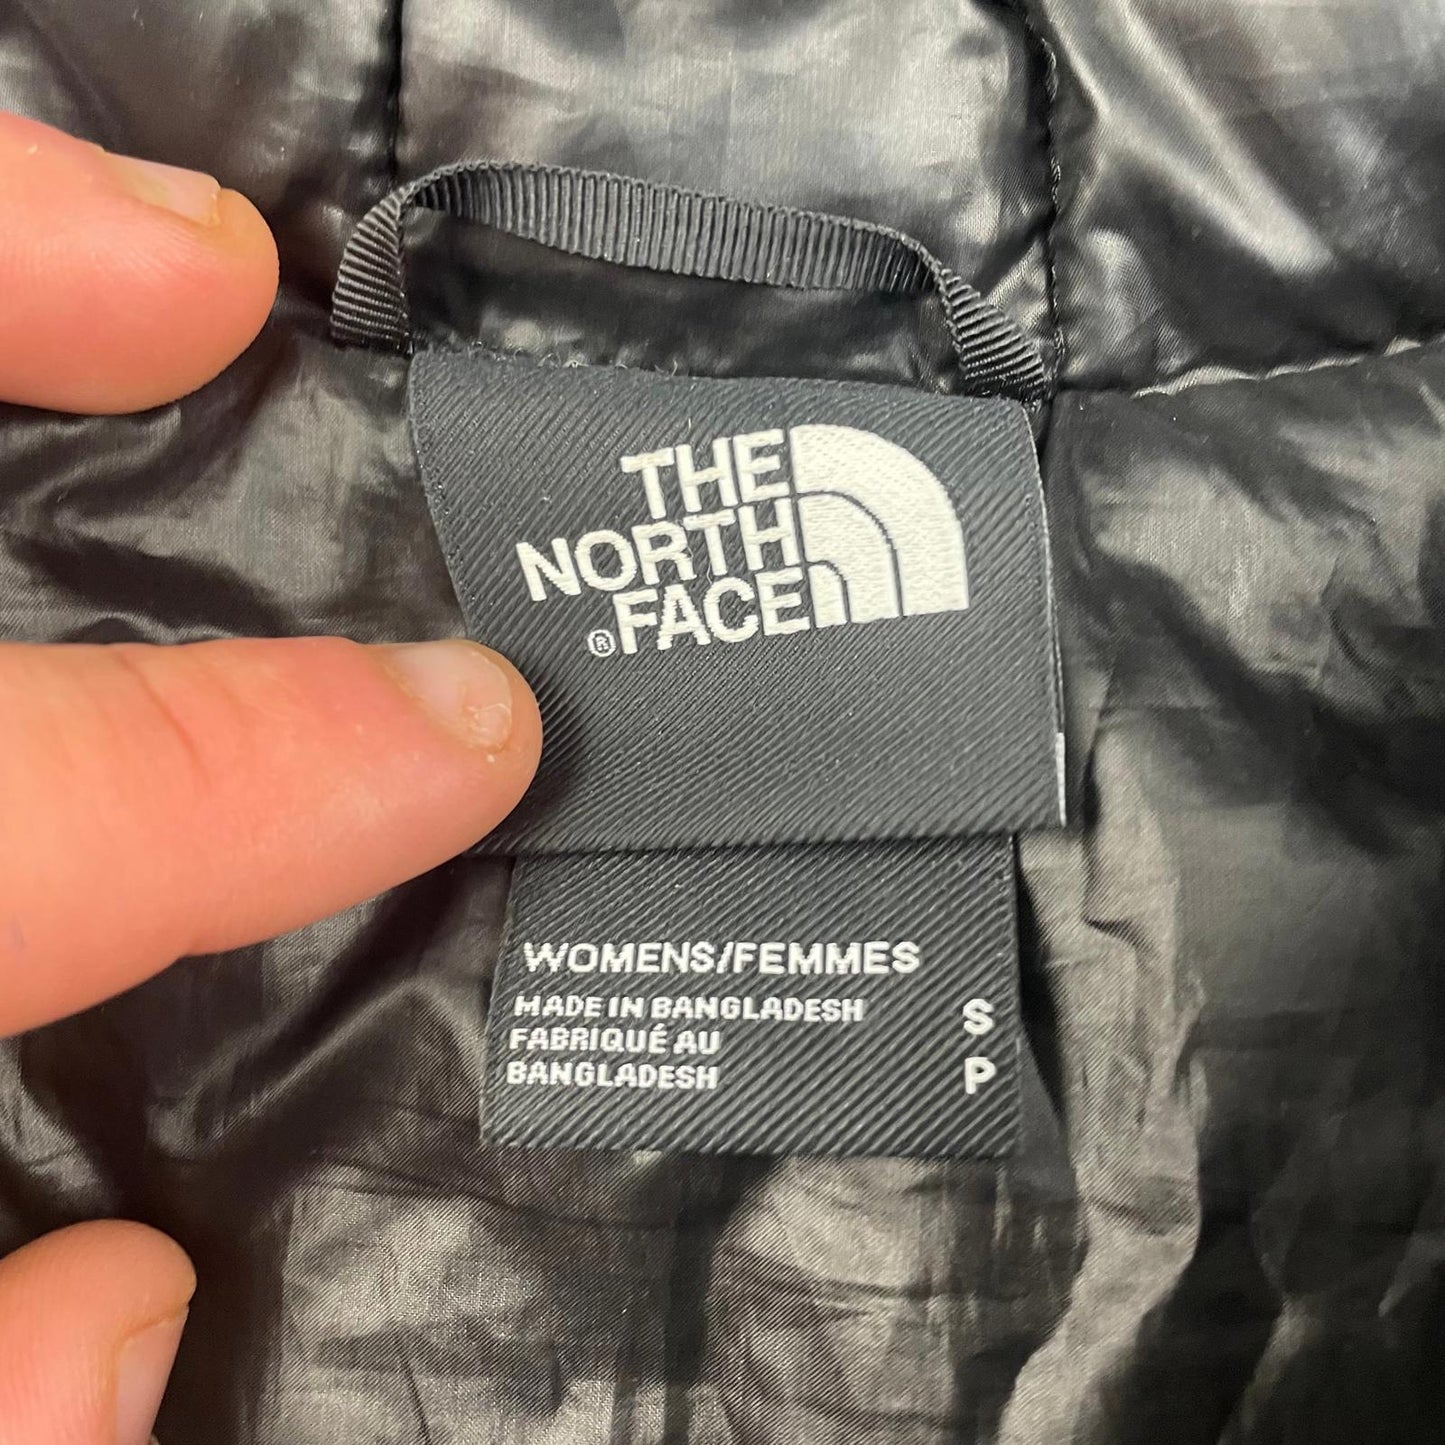 THE
NORTH
® FACE
WOMENS/FEMMES
MADE IN BANGLADESH
FABRIQUÉ AU
BANGLADESH
S
P